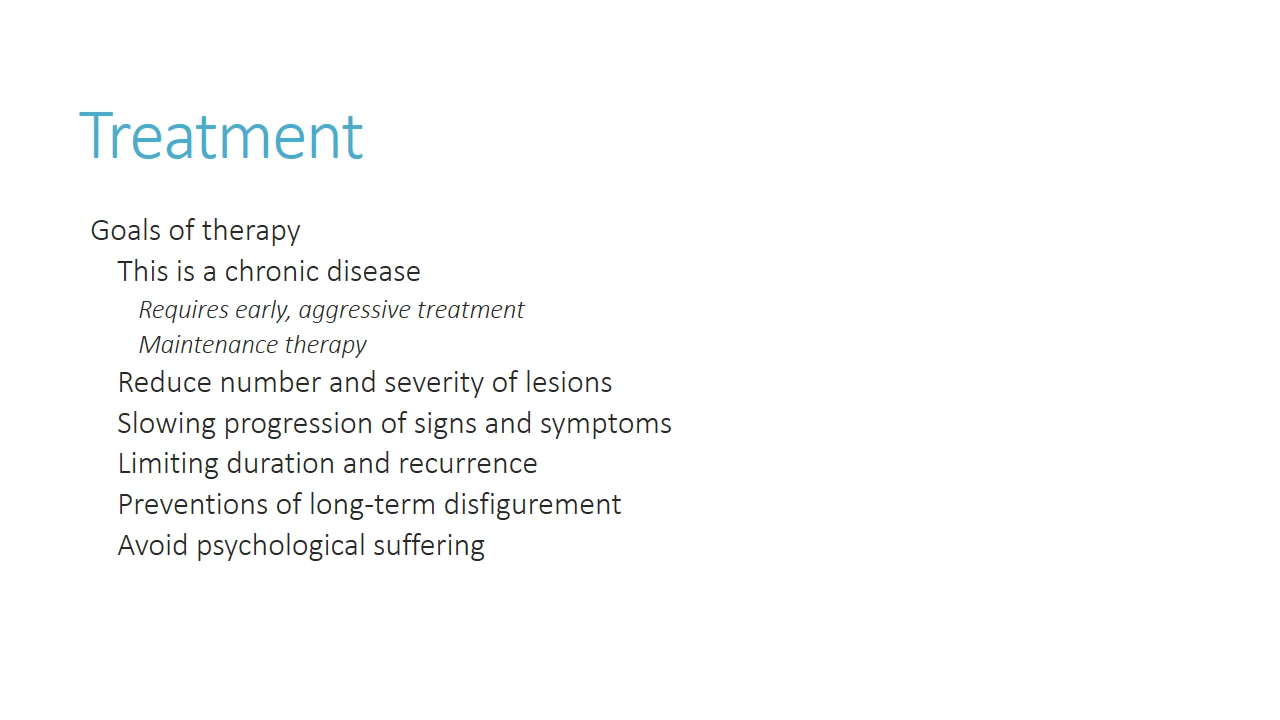 Treatment
Goals of therapy
This is a chronic disease
Requires early, aggressive treatment
Maintenance therapy
Reduce number and severity of lesions
Slowing progression of signs and symptoms
Limiting duration and recurrence
Preventions of long-term disfigurement
Avoid psychological suffering